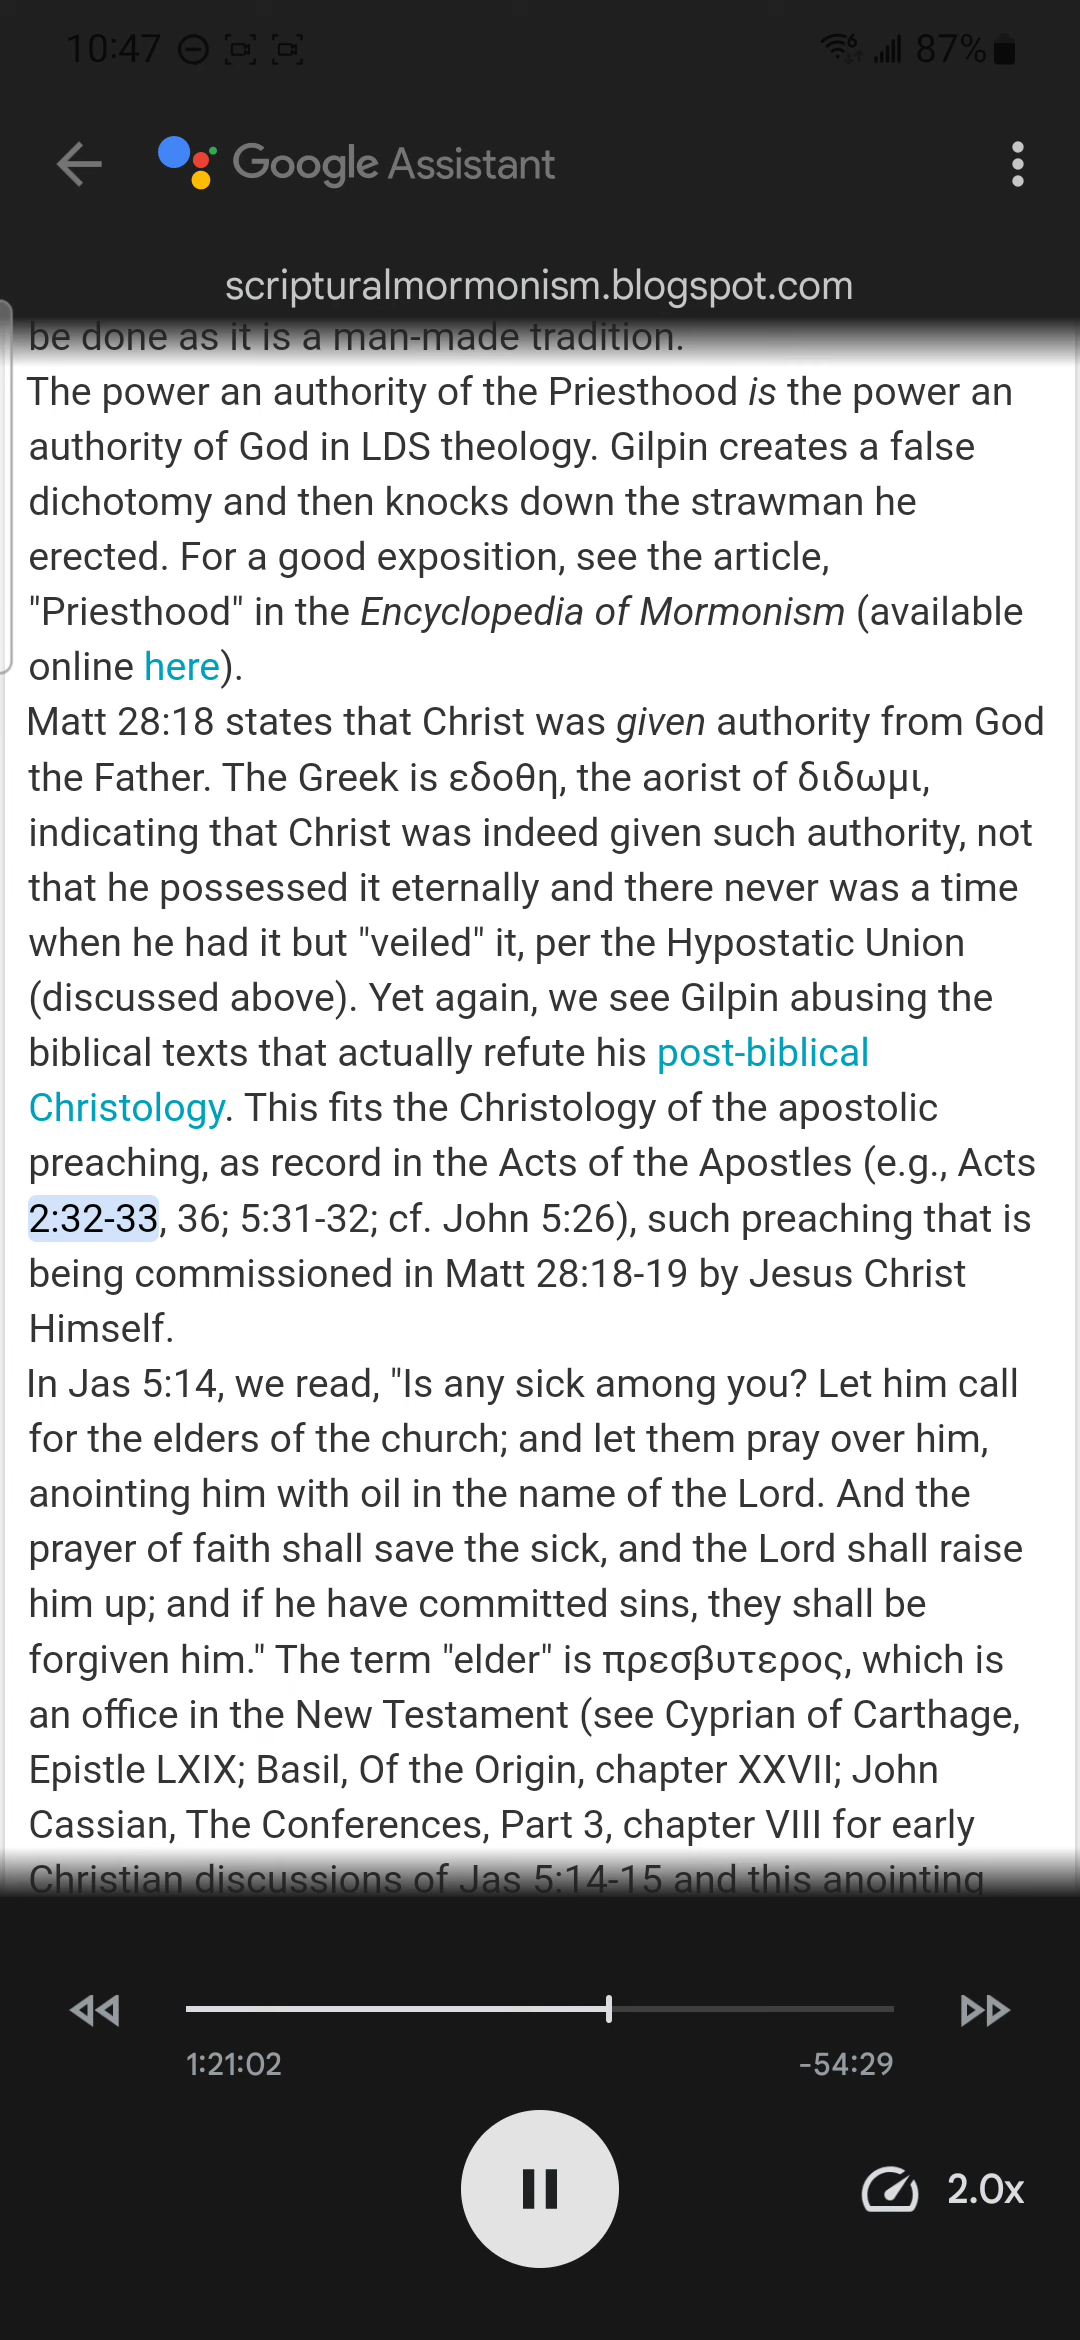 10:47
87%
Google Assistant
scripturalmormonism.blogspot.com
be done as it is a man-made tradition.
The power an authority of the Priesthood is the power an
authority of God in LDS theology. Gilpin creates a false
dichotomy and then knocks down the strawman he
erected. For a good exposition, see the article,
"Priesthood" in the Encyclopedia of Mormonism (available
online here).
Matt 28:18 states that Christ was given authority from God
the Father. The Greek is εδοθη, the aorist of διδωμι,
indicating that Christ was indeed given such authority, not
that he possessed it eternally and there never was a time
when he had it but "veiled" it, per the Hypostatic Union
(discussed above). Yet again, we see Gilpin abusing the
biblical texts that actually refute his post-biblical
Christology. This fits the Christology of the apostolic
preaching, as record in the Acts of the Apostles (e.g., Acts
2:32-33, 36; 5:31-32; cf. John 5:26), such preaching that is
being commissioned in Matt 28:18-19 by Jesus Christ
Himself.
In Jas 5:14, we read, "Is any sick among you? Let him call
for the elders of the church; and let them pray over him,
anointing him with oil in the name of the Lord. And the
prayer of faith shall save the sick, and the Lord shall raise
him up; and if he have committed sins, they shall be
forgiven him." The term "elder" is πρεσβυτερος, which is
an office in the New Testament (see Cyprian of Carthage,
Epistle LXIX; Basil, Of the Origin, chapter XXVII; John
Cassian, The Conferences, Part 3, chapter VIII for early
Christian discussions of Jas 5:14-15 and this anointing
1:21:02
-54:29
2.0x